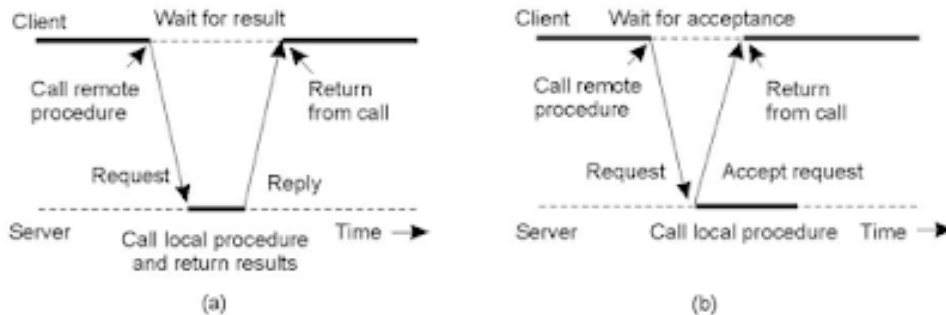 Client
Wait for result
Call remote
procedure
Return
from call
Request
Reply
Server
Call local procedure
and return results
Time
(a)
Client
Wait for acceptance
Call remote
procedure
Return
from call
Request
Accept request
Server
Call local procedure
Time
(b)